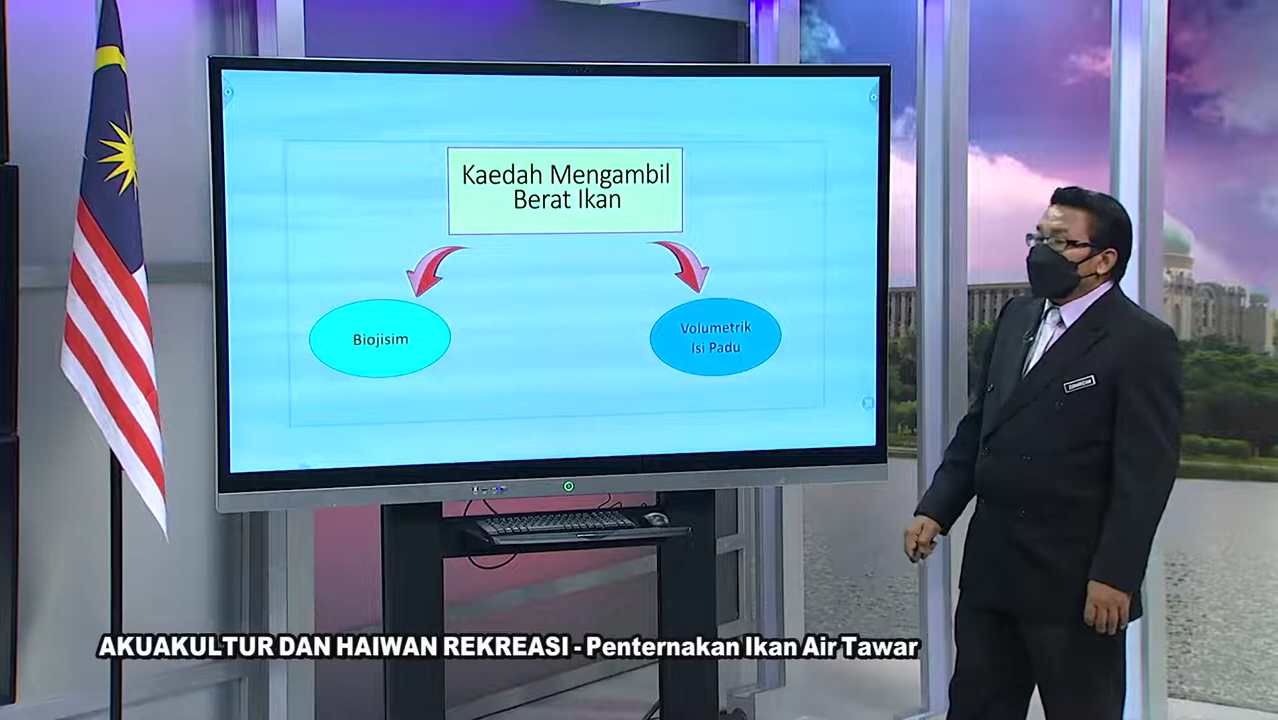 Kaedah Mengambil
Berat Ikan
Biojisim
Volumetrik
Isi Padu
AKUAKULTUR DAN HAIWAN REKREASI - Penternakan Ikan Air Tawar